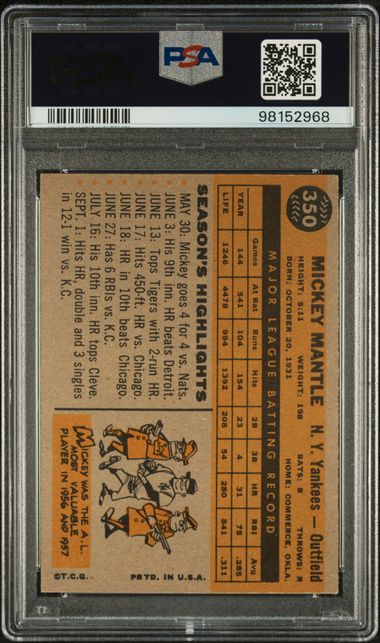 PSA
98152968
350
MICKEY MANTLE
N. Y. Yankees — Outfield
HEIGHT: 5:11 WEIGHT: 198 BATS: B THROWS: R
BORN: OCTOBER 20, 1931 HOME: COMMERCE, OKLA.
MAJOR LEAGUE BATTING RECORD
Games At Bat Runs Hits 2B 3B HR RBI Avg
YEAR 144 541 104 154 23 4 31 75 .285
LIFE 1246 4478 994 1392 208 54 280 841 .311
SEASON'S HIGHLIGHTS
MAY 30: Mickey goes 4 for 4 vs. Nats.
JUNE 3: His 9th inn. HR beats Detroit.
JUNE 13: Tops Tigers with 2-run HR.
JUNE 17: Hits 450-ft. HR vs. Chicago.
JUNE 18: HR in 10th beats Chicago.
JUNE 27: Has 6 RBIs vs. K.C.
JULY 16: His 10th inn. HR tops Cleve.
SEPT. 1: Hits HR, double and 3 singles
in 12-1 win vs. K.C.
MICKEY WAS THE A.L.
MOST VALUABLE
PLAYER IN 1956 AND 1957
©T.C.G. PRTD. IN U.S.A.